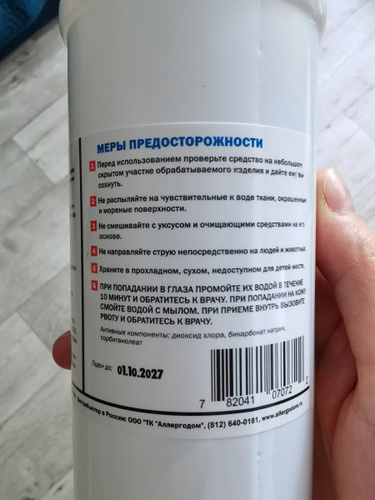 МЕРЫ ПРЕДОСТОРОЖНОСТИ
1 Перед использованием проверьте средство на небольшом
скрытом участке обрабатываемого изделия и дайте ему
сохнуть.
2 Не распыляйте на чувствительные к воде ткани, окрашенные
и мореные поверхности.
3 Не смешивайте с уксусом и очищающими средствами на его
основе.
4 Не направляйте струю непосредственно на людей и животных.
5 Храните в прохладном, сухом, недоступном для детей месте.
6 ПРИ ПОПАДАНИИ В ГЛАЗА ПРОМОЙТЕ ИХ ВОДОЙ В ТЕЧЕНИЕ
10 МИНУТ И ОБРАТИТЕСЬ К ВРАЧУ. ПРИ ПОПАДАНИИ НА КОЖУ
СМОЙТЕ ВОДОЙ С МЫЛОМ. ПРИ ПРИЕМЕ ВНУТРЬ ВЫЗОВИТЕ
РВОТУ И ОБРАТИТЕСЬ К ВРАЧУ.
Активные компоненты: диоксид хлора, бикарбонат натрия,
сорбитанолеат
Годен до: 01.10.2027
7 82041 07072 2
в России: ООО "ТК "Аллергодом", (812) 640-0181, www.allergodom.ru